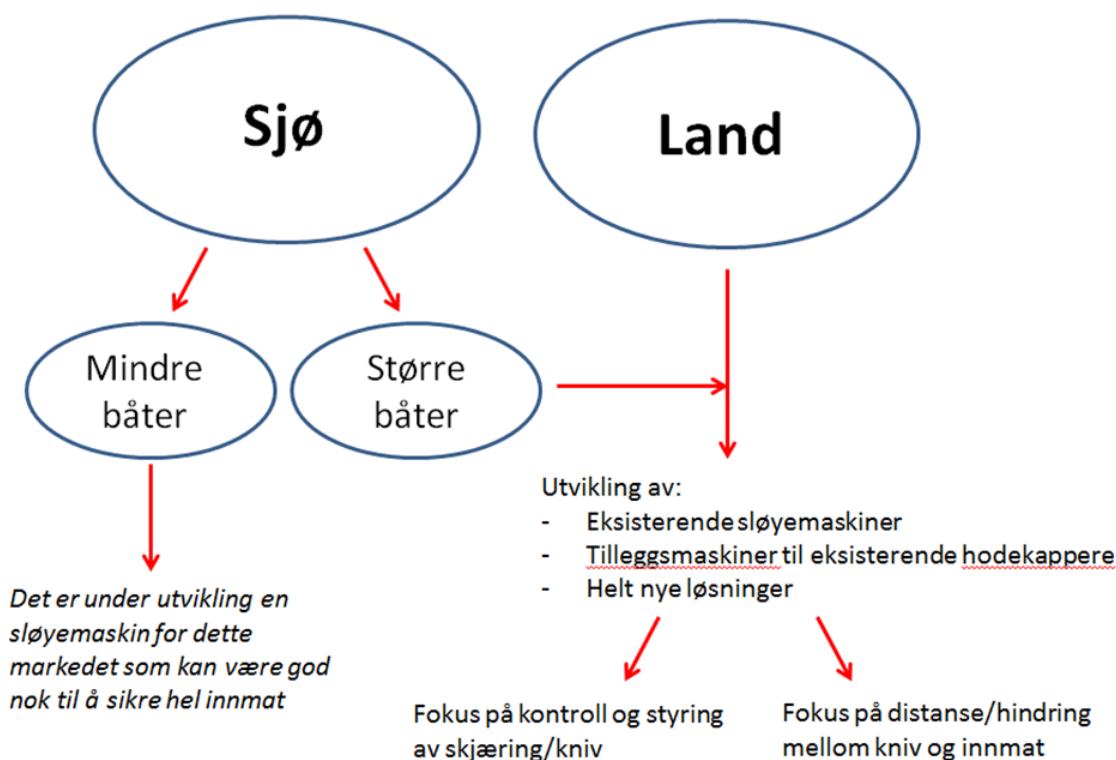 Sjø
Land
Mindre
båter
Større
båter
Utvikling av:
- Eksisterende sløyemaskiner
- Tilleggsmaskiner til eksisterende hodekappere
- Helt nye løsninger
Det er under utvikling en
sløyemaskin for dette
markedet som kan være god
nok til å sikre hel innmat
Fokus på kontroll og styring
av skjæring/kniv
Fokus på distanse/hindring
mellom kniv og innmat